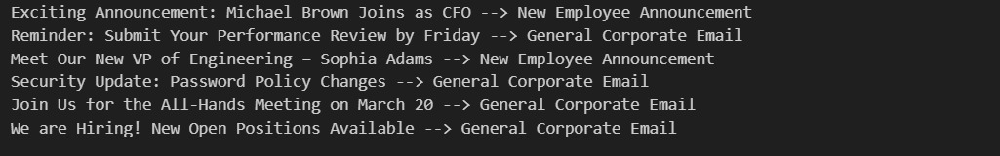 Exciting Announcement: Michael Brown Joins as CFO --> New Employee Announcement
Reminder: Submit Your Performance Review by Friday --> General Corporate Email
Meet Our New VP of Engineering – Sophia Adams --> New Employee Announcement
Security Update: Password Policy Changes --> General Corporate Email
Join Us for the All-Hands Meeting on March 20 --> General Corporate Email
We are Hiring! New Open Positions Available --> General Corporate Email